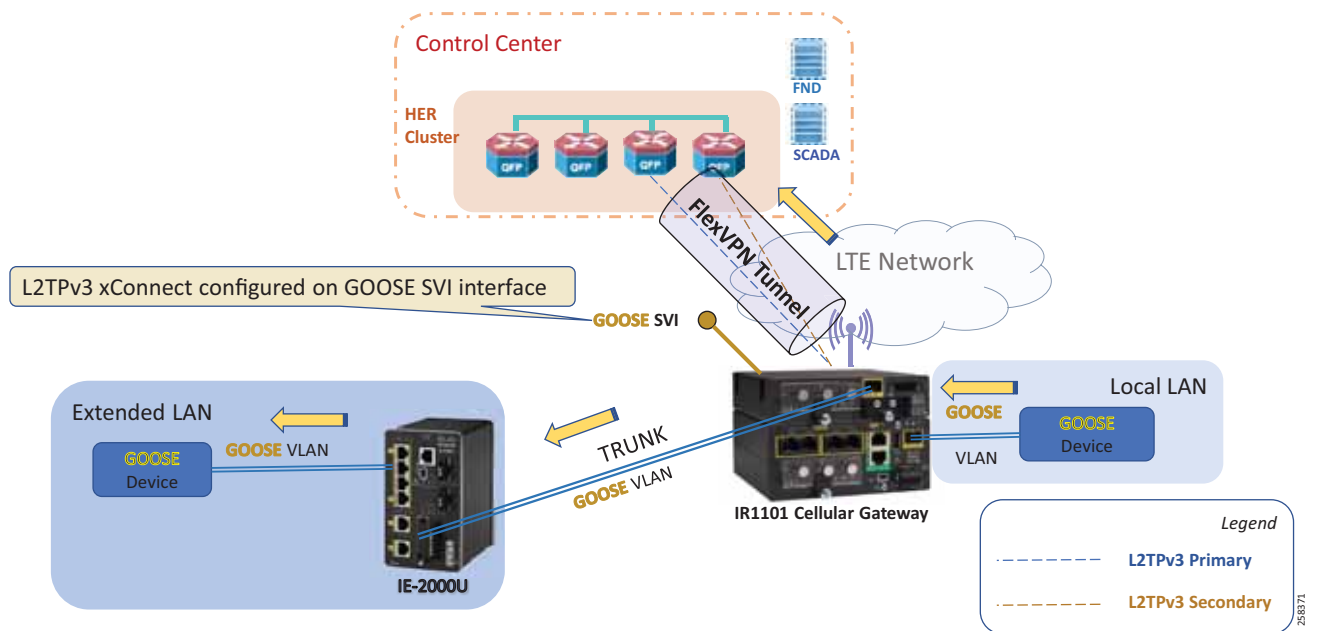 Control Center
FND
HER
Cluster
SCADA
QFP
QFP
QFP
QFP
FlexVPN Tunnel
LTE Network
L2TPv3 xConnect configured on GOOSE SVI interface
GOOSE SVI
Extended LAN
GOOSE
Device
GOOSE VLAN
IE-2000U
TRUNK
GOOSE VLAN
IR1101 Cellular Gateway
Local LAN
GOOSE
VLAN
GOOSE
Device
Legend
L2TPv3 Primary
L2TPv3 Secondary
258371